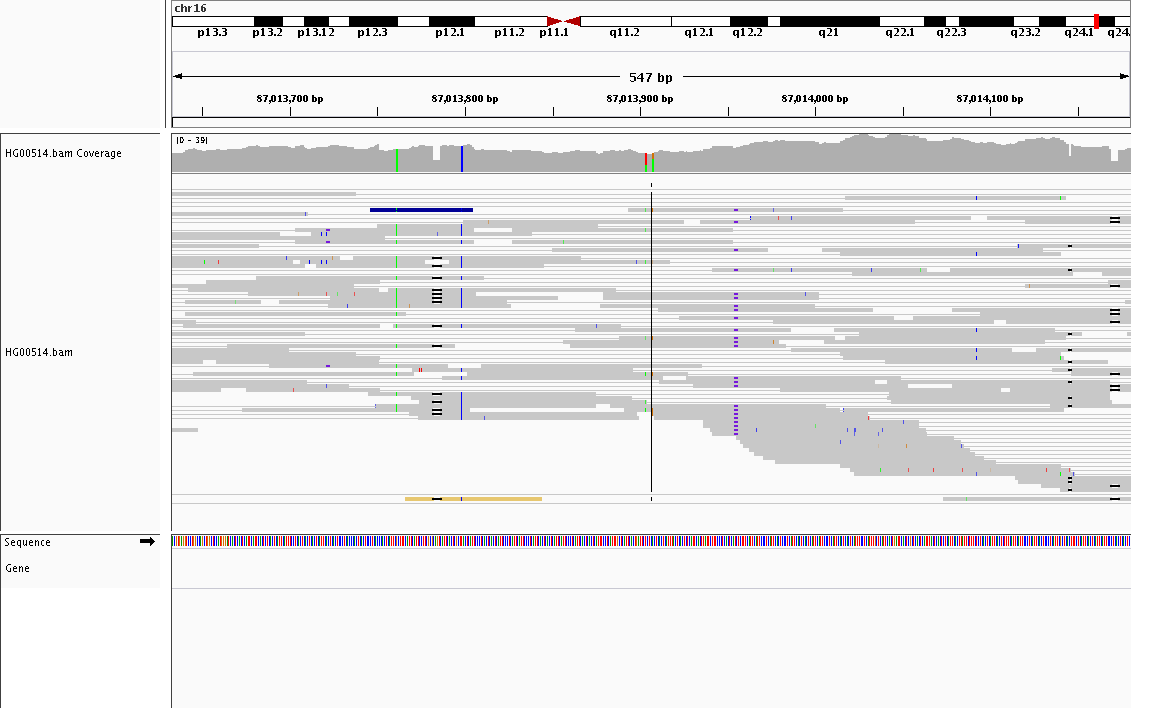 chr16
p13.3 p13.2 p13.12 p12.3 p12.1 p11.2 p11.1 q11.2 q12.1 q12.2 q21 q22.1 q22.3 q23.2 q24.1 q24.
547 bp
87,013,700 bp 87,013,800 bp 87,013,900 bp 87,014,000 bp 87,014,100 bp
HG00514.bam Coverage
[0 - 39]
HG00514.bam
Sequence
Gene